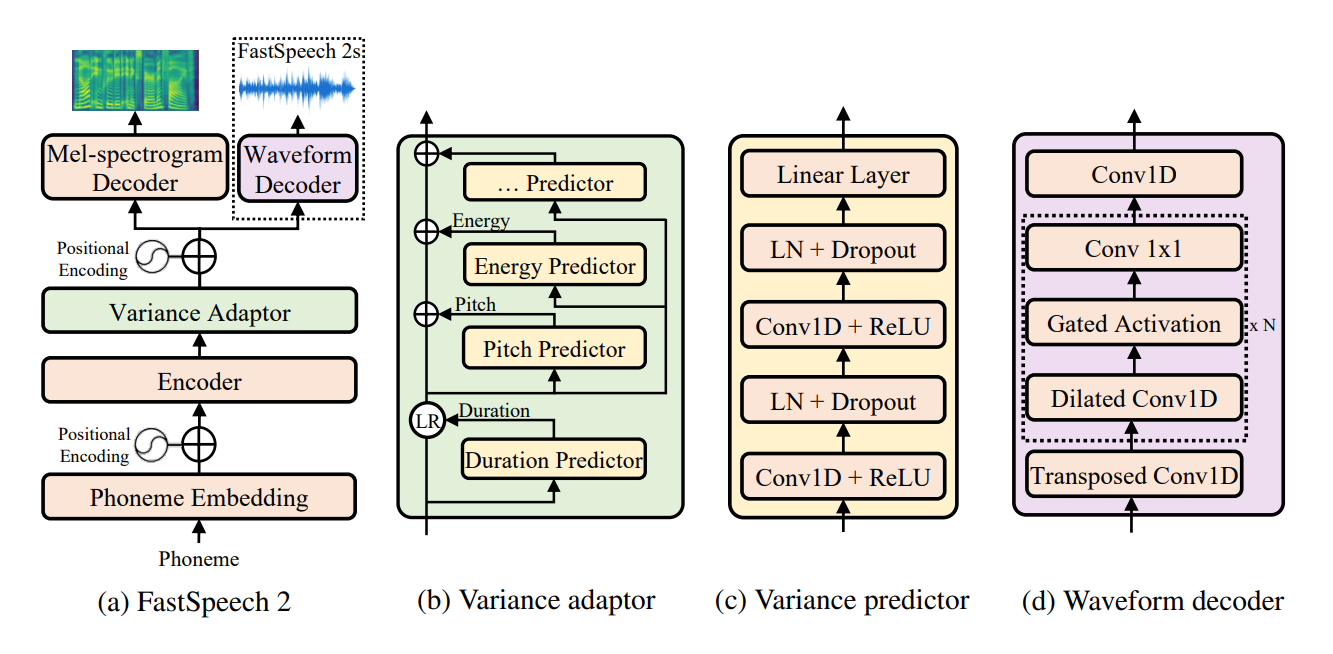 FastSpeech 2s
Mel-spectrogram
Decoder
Waveform
Decoder
Positional
Encoding
Variance Adaptor
Encoder
Positional
Encoding
Phoneme Embedding
Phoneme
(a) FastSpeech 2
... Predictor
Energy
Energy Predictor
Pitch
Pitch Predictor
LR
Duration
Duration Predictor
(b) Variance adaptor
Linear Layer
LN + Dropout
Conv1D + ReLU
LN + Dropout
Conv1D + ReLU
(c) Variance predictor
Conv1D
Conv 1x1
Gated Activation
x N
Dilated Conv1D
Transposed Conv1D
(d) Waveform decoder